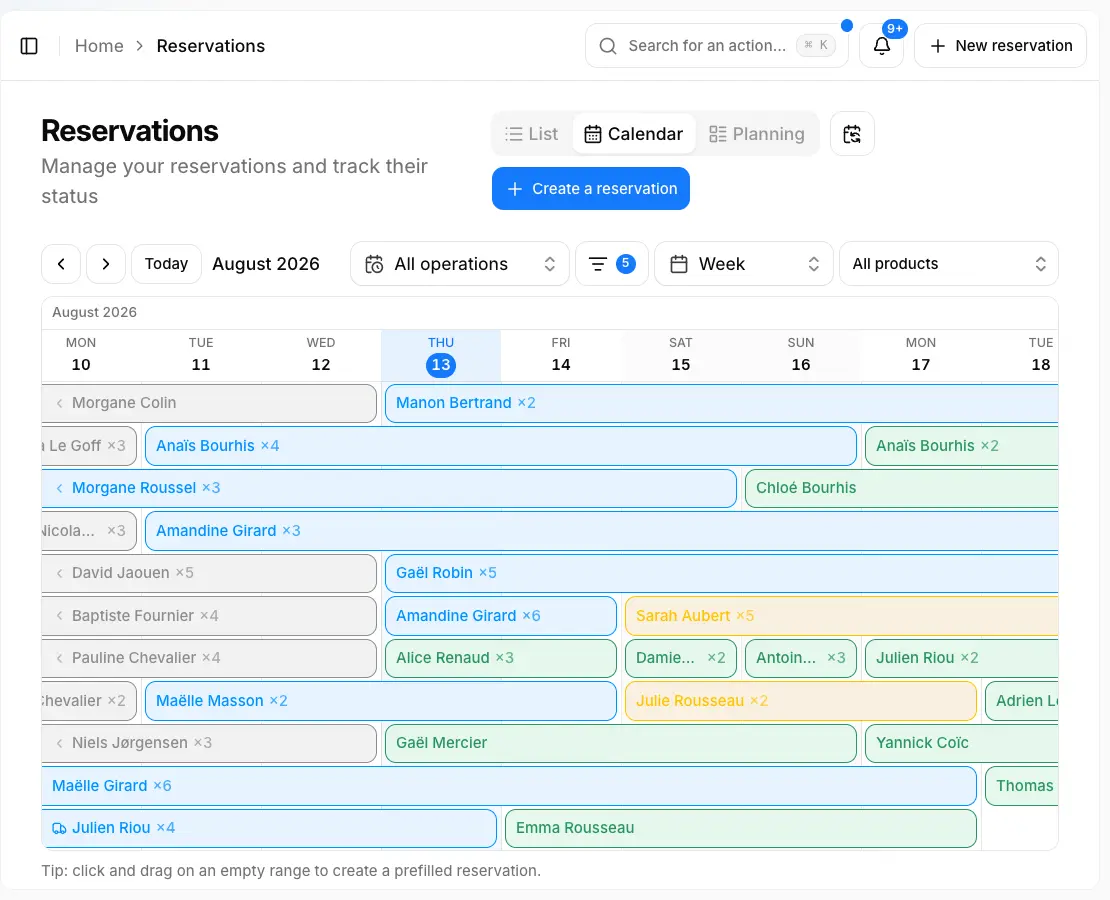 Home > Reservations
Search for an action... ⌘ K
9+
+ New reservation
Reservations
Manage your reservations and track their
status
List
Calendar
Planning
+ Create a reservation
Today
August 2026
All operations
5
Week
All products
August 2026
MON TUE WED THU FRI SAT SUN MON TUE
10 11 12 13 14 15 16 17 18
Morgane Colin
Manon Bertrand ×2
Le Goff ×3
Anaïs Bourhis ×4
Anaïs Bourhis ×2
Morgane Roussel ×3
Chloé Bourhis
Nicola... ×3
Amandine Girard ×3
David Jaouen ×5
Gaël Robin ×5
Baptiste Fournier ×4
Amandine Girard ×6
Sarah Aubert ×5
Pauline Chevalier ×4
Alice Renaud ×3
Damie... ×2
Antoin... ×3
Julien Riou ×2
Chevalier ×2
Maëlle Masson ×2
Julie Rousseau ×2
Adrien
Niels Jørgensen ×3
Gaël Mercier
Yannick Coïc
Maëlle Girard ×6
Thomas
Julien Riou ×4
Emma Rousseau
Tip: click and drag on an empty range to create a prefilled reservation.